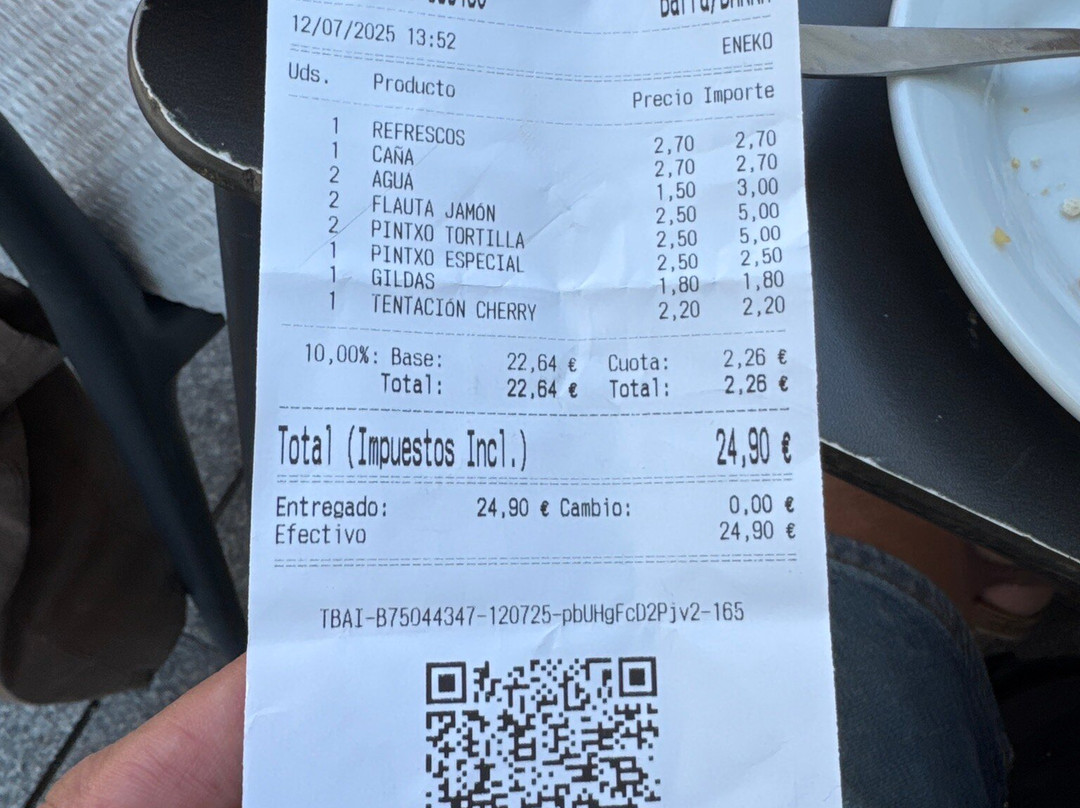 12/07/2025 13:52 ENEKO
Uds. Producto Precio Importe
1 REFRESCOS 2,70 2,70
1 CAÑA 2,70 2,70
2 AGUA 1,50 3,00
2 FLAUTA JAMÓN 2,50 5,00
2 PINTXO TORTILLA 2,50 5,00
1 PINTXO ESPECIAL 2,50 2,50
1 GILDAS 1,80 1,80
1 TENTACIÓN CHERRY 2,20 2,20
10,00%: Base: 22,64 € Cuota: 2,26 €
Total: 22,64 € Total: 2,26 €
Total (Impuestos Incl.) 24,90 €
Entregado: 24,90 € Cambio: 0,00 €
Efectivo 24,90 €
TBAI-B75044347-120725-pbUHgFcD2Pjv2-165